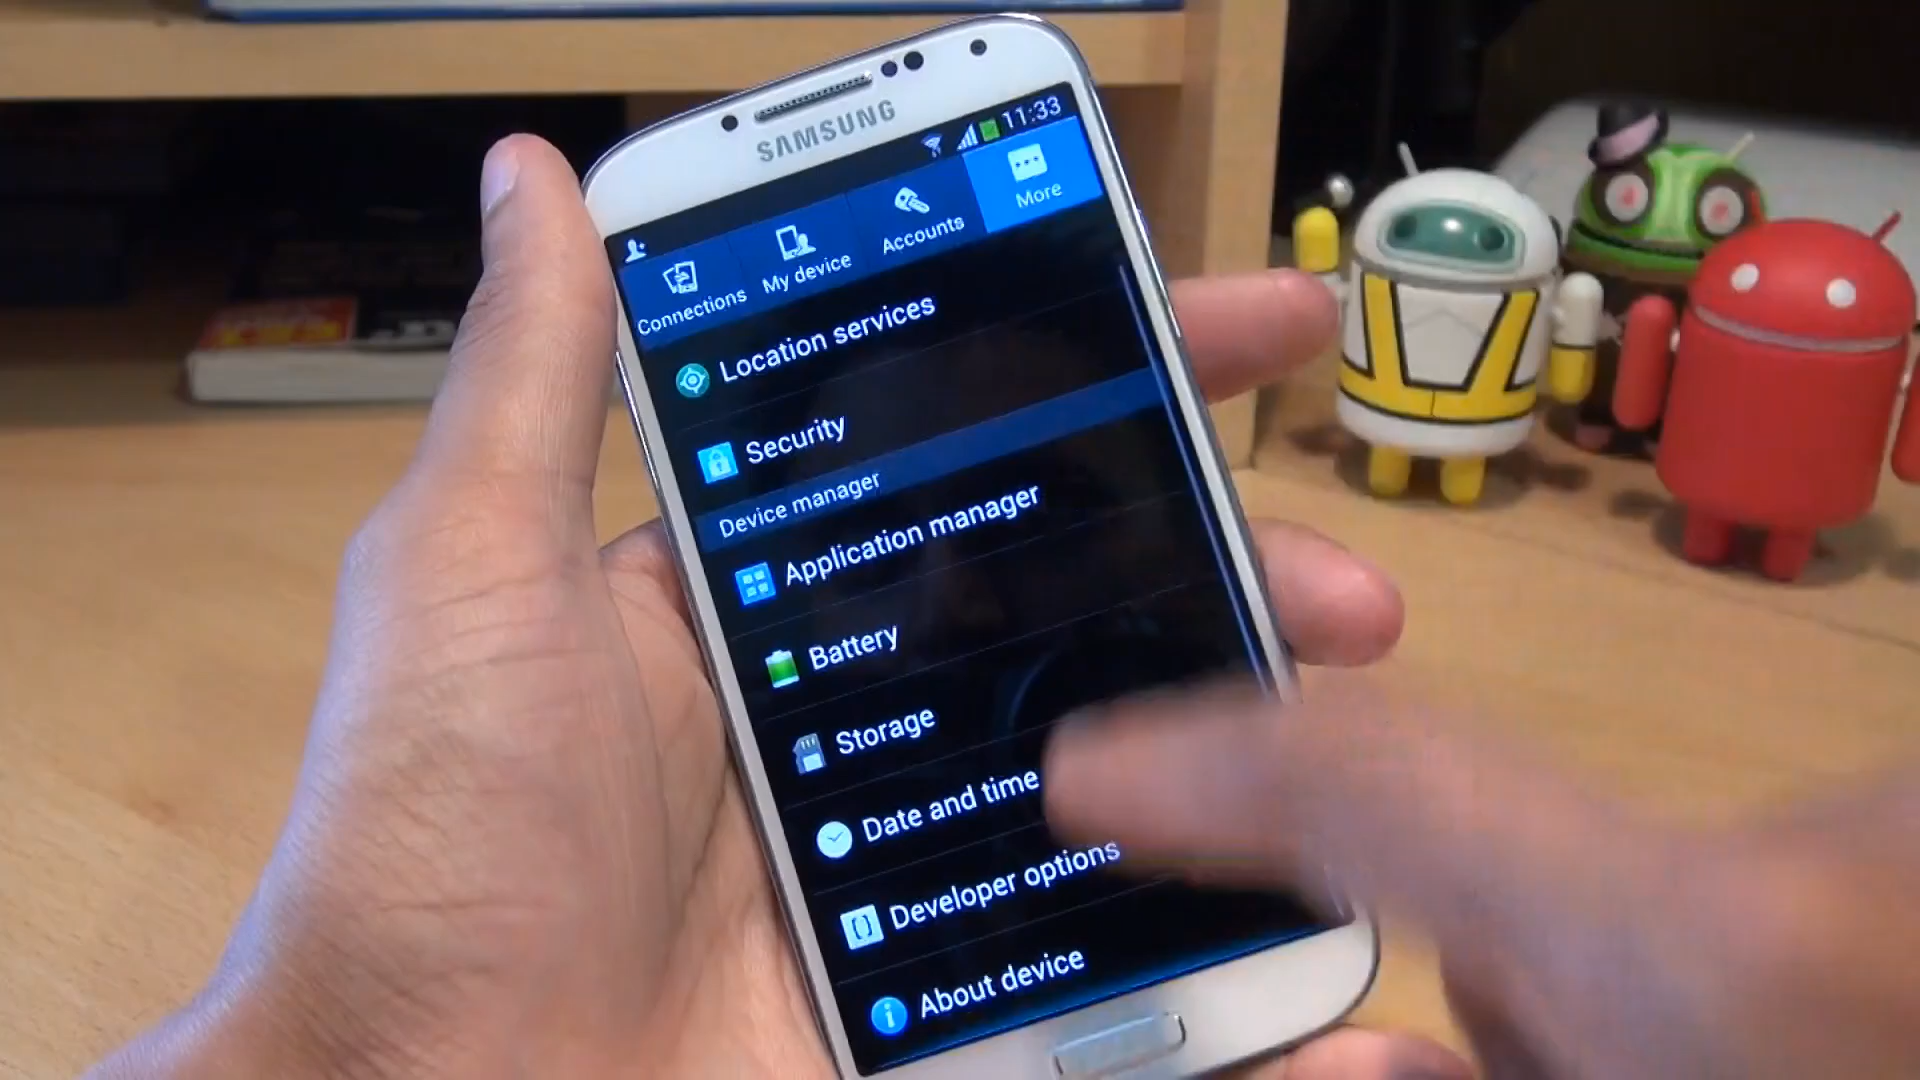 SAMSUNG
11:33
Connections
My device
Accounts
More
Location services
Security
Device manager
Application manager
Battery
Storage
Date and time
Developer options
About device